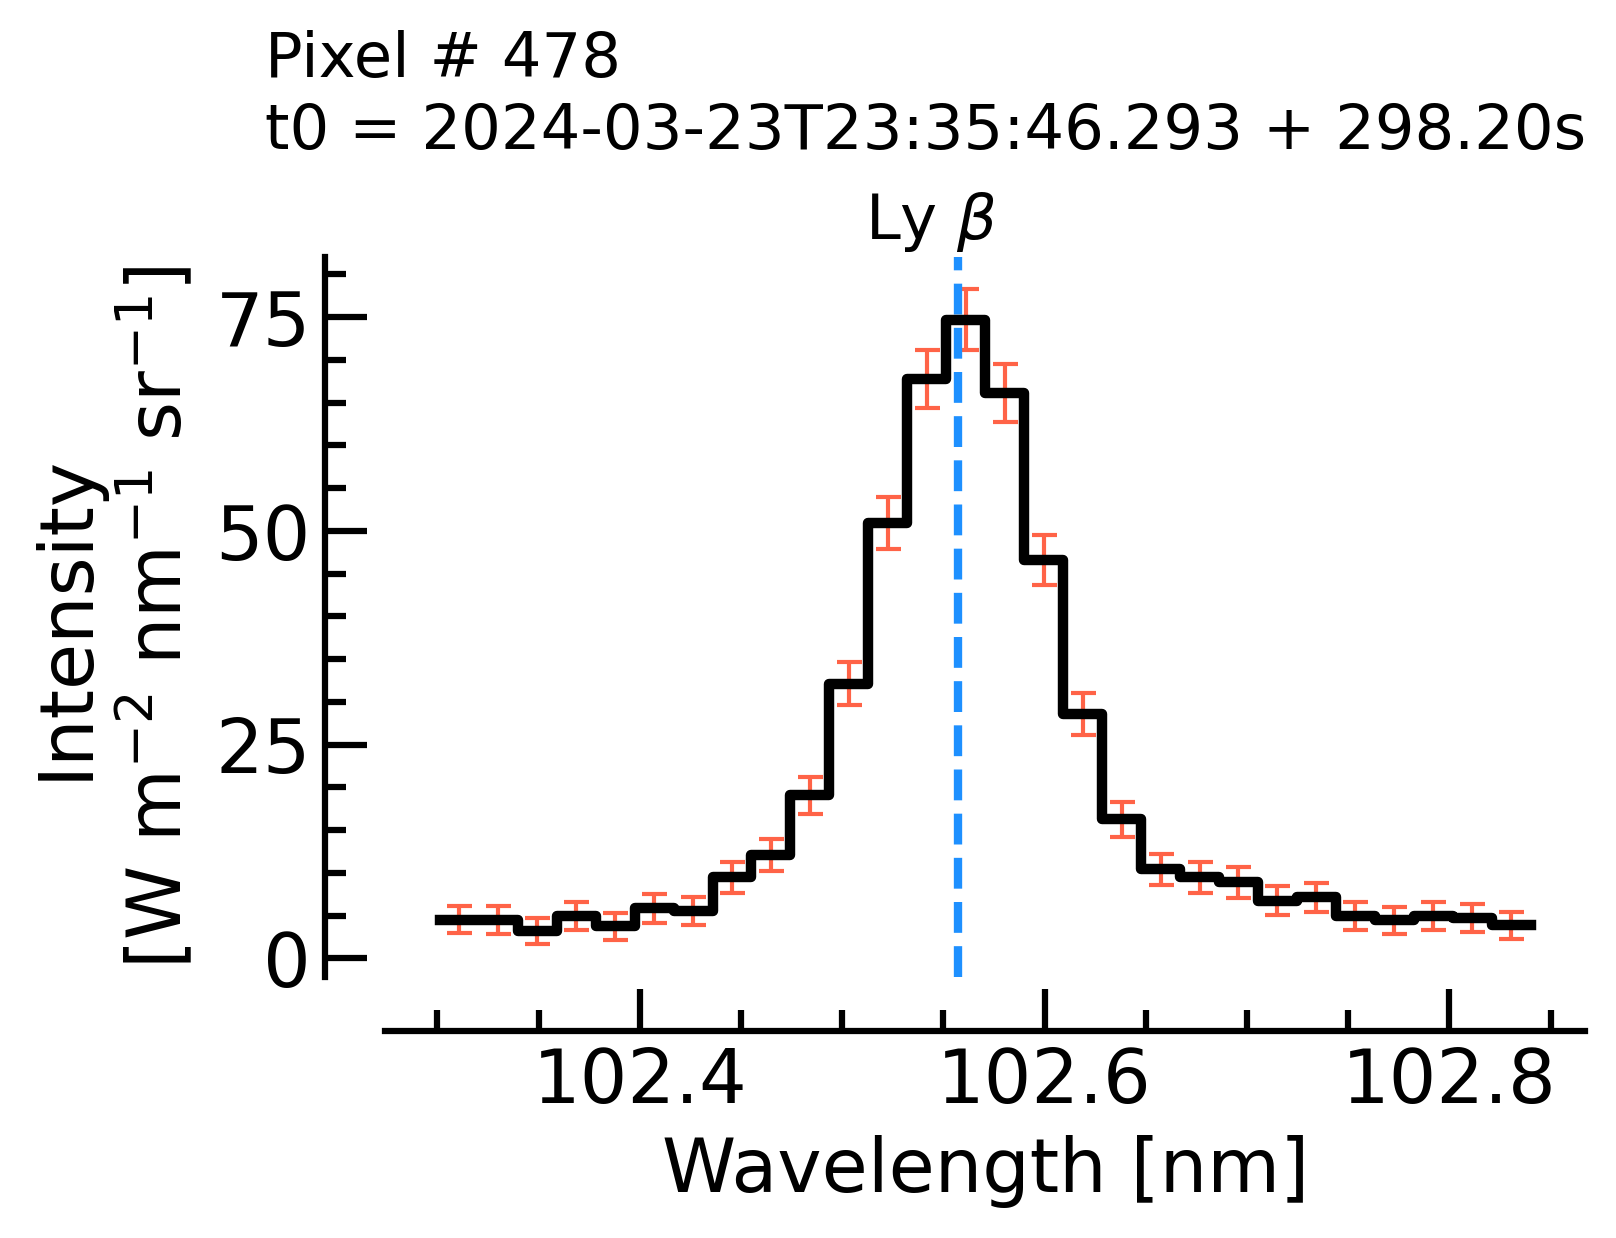 Pixel # 478
t0 = 2024-03-23T23:35:46.293 + 298.20s
Ly β
Intensity
[W m⁻² nm⁻¹ sr⁻¹]
75
50
25
0
102.4 102.6 102.8
Wavelength [nm]